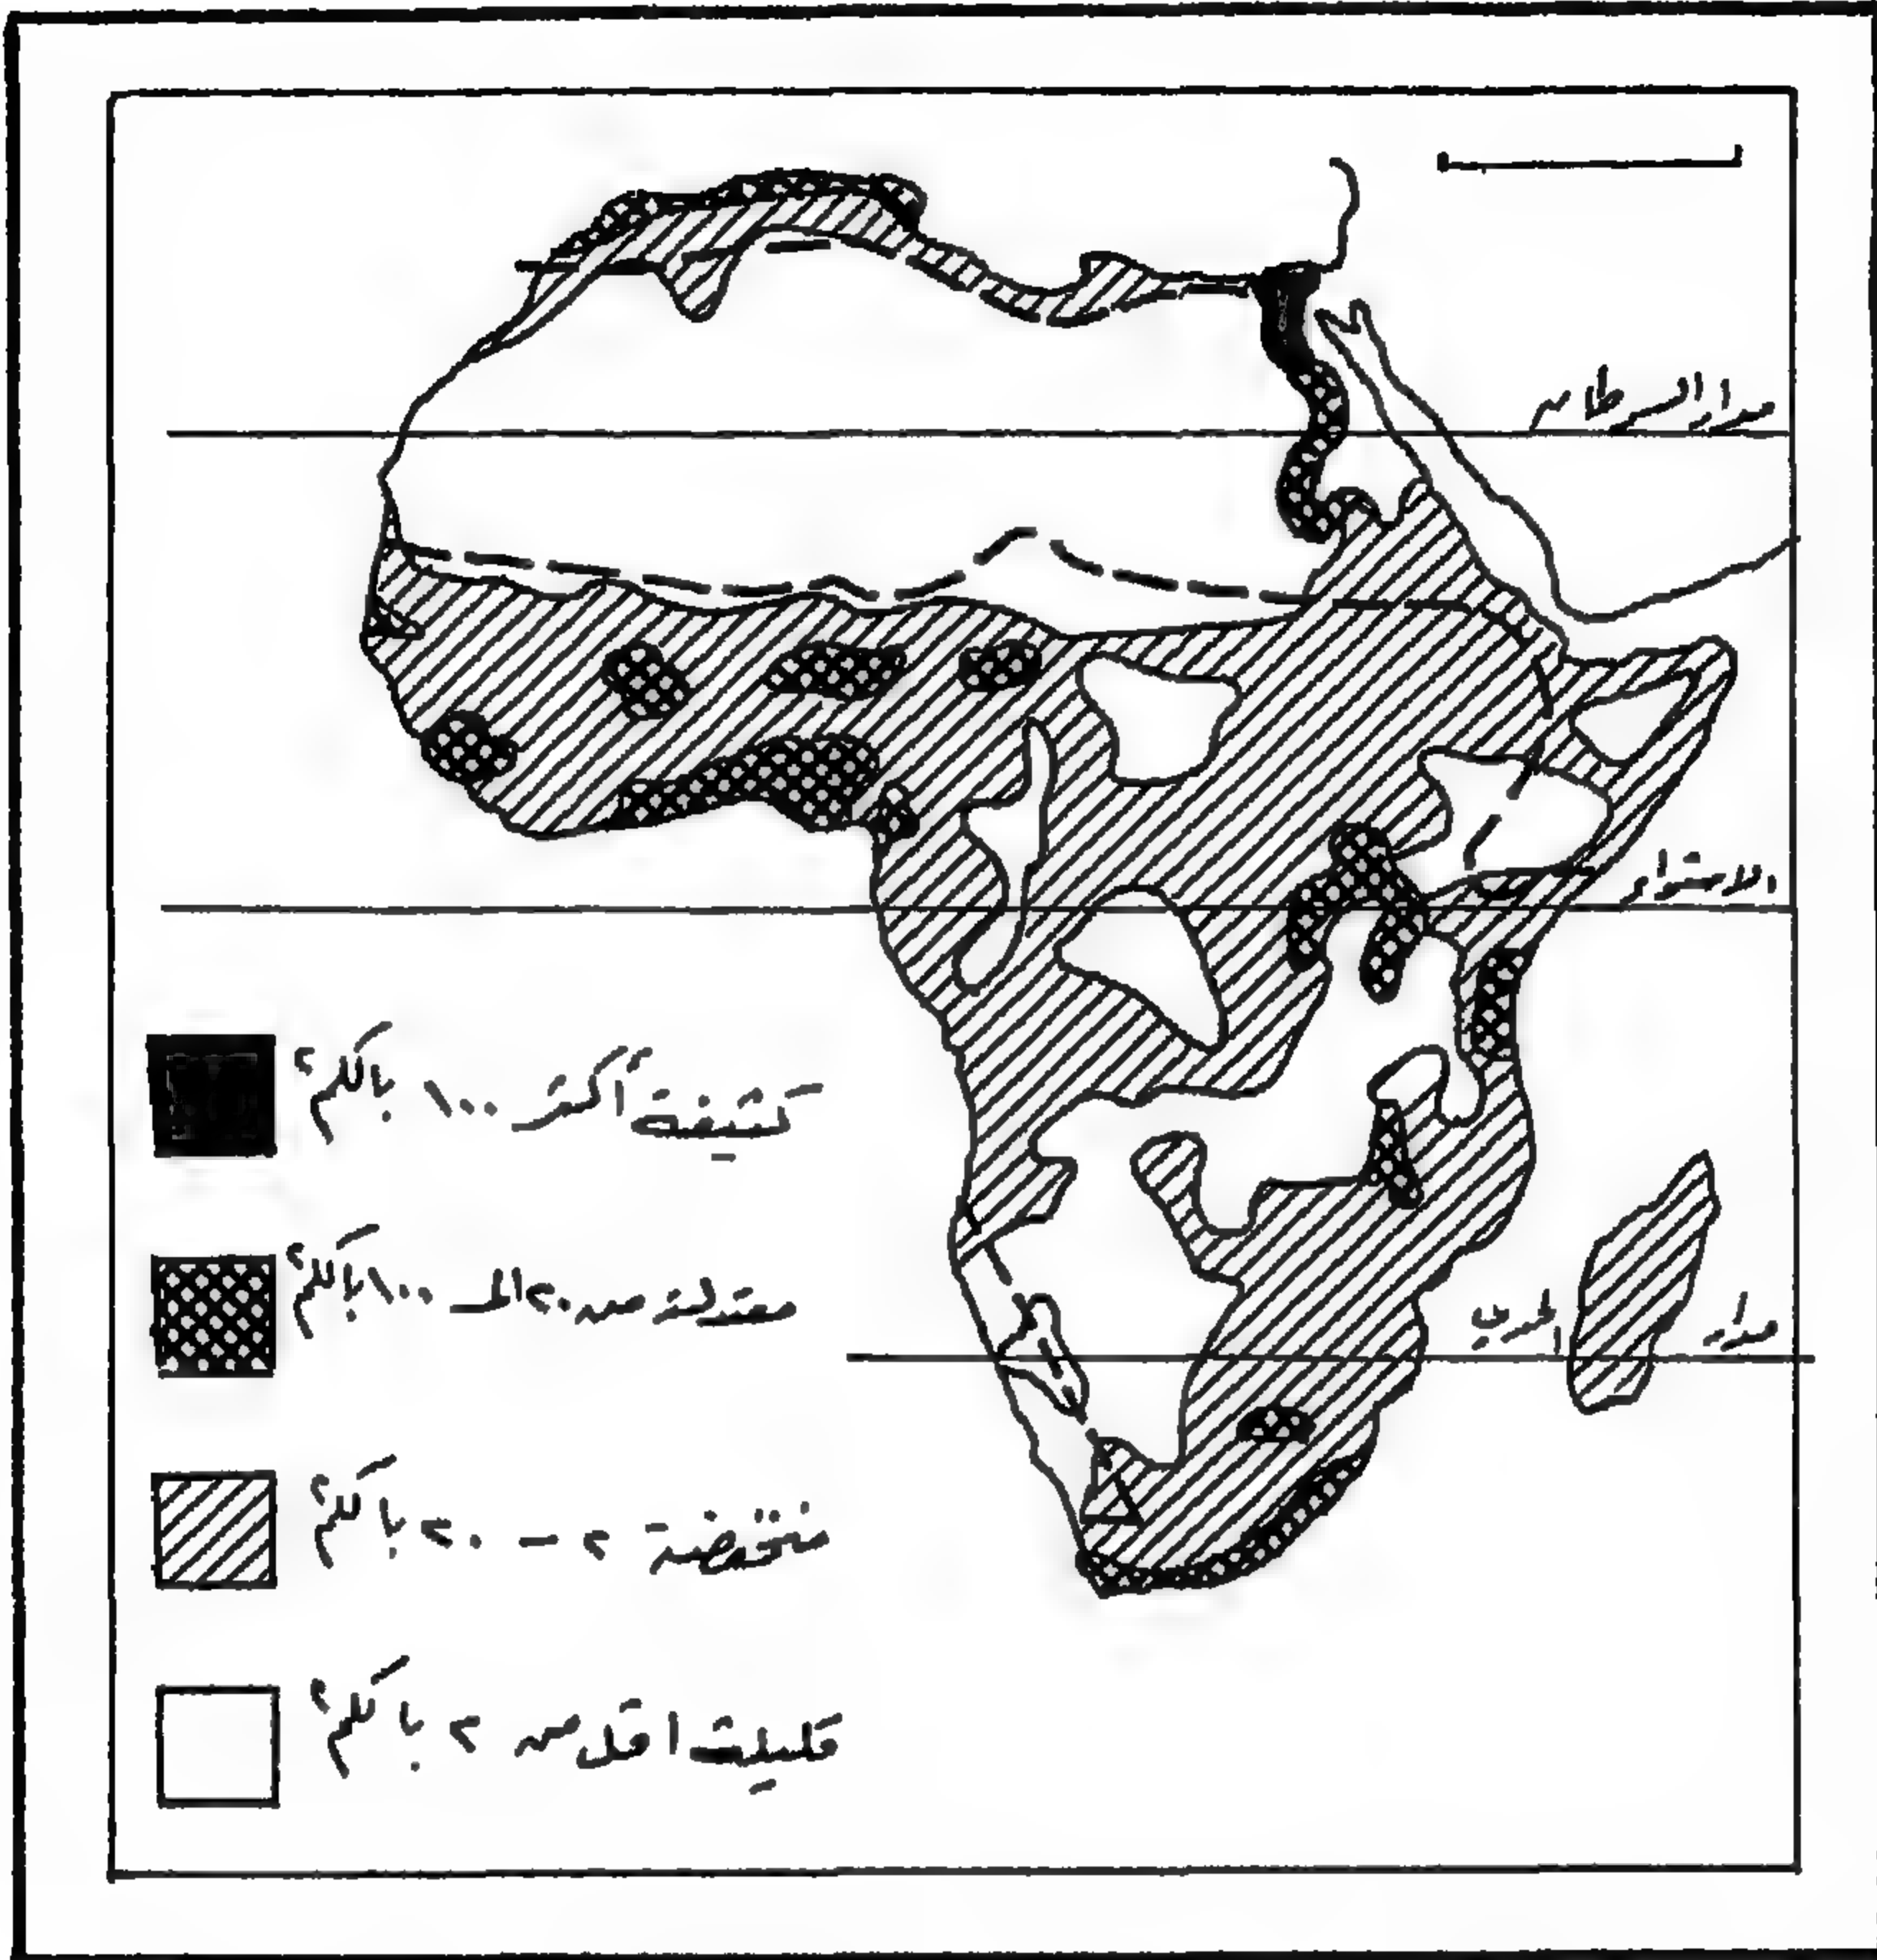 مدار السرطان
الاستواء
مدار الجدي
كثيفة أكثر ١٠٠ بالكم٢
معتدلة من ٢٠ الى ١٠٠ بالكم٢
منخفضة ٢ – ٢٠ بالكم٢
قليلة اقل من ٢ بالكم٢